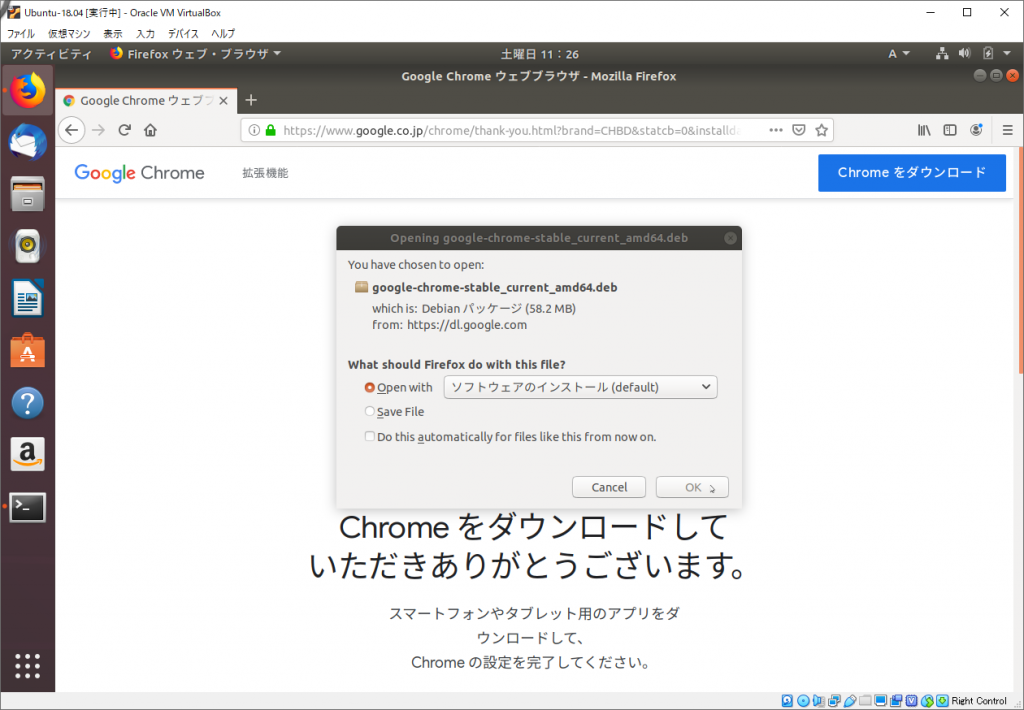 Ubuntu-18.04 [実行中] - Oracle VM VirtualBox
ファイル 仮想マシン 表示 入力 デバイス ヘルプ
アクティビティ Firefox ウェブ・ブラウザ 土曜日 11：26 A
Google Chrome ウェブブラウザ - Mozilla Firefox
Google Chrome ウェブブ
https://www.google.co.jp/chrome/thank-you.html?brand=CHBD&statcb=0&installd
Google Chrome 拡張機能 Chrome をダウンロード
Opening google-chrome-stable_current_amd64.deb
You have chosen to open:
google-chrome-stable_current_amd64.deb
which is: Debian パッケージ (58.2 MB)
from: https://dl.google.com
What should Firefox do with this file?
Open with ソフトウェアのインストール (default)
Save File
Do this automatically for files like this from now on.
Cancel OK
Chrome をダウンロードして
いただきありがとうございます。
スマートフォンやタブレット用のアプリをダ
ウンロードして、
Chrome の設定を完了してください。
Right Control